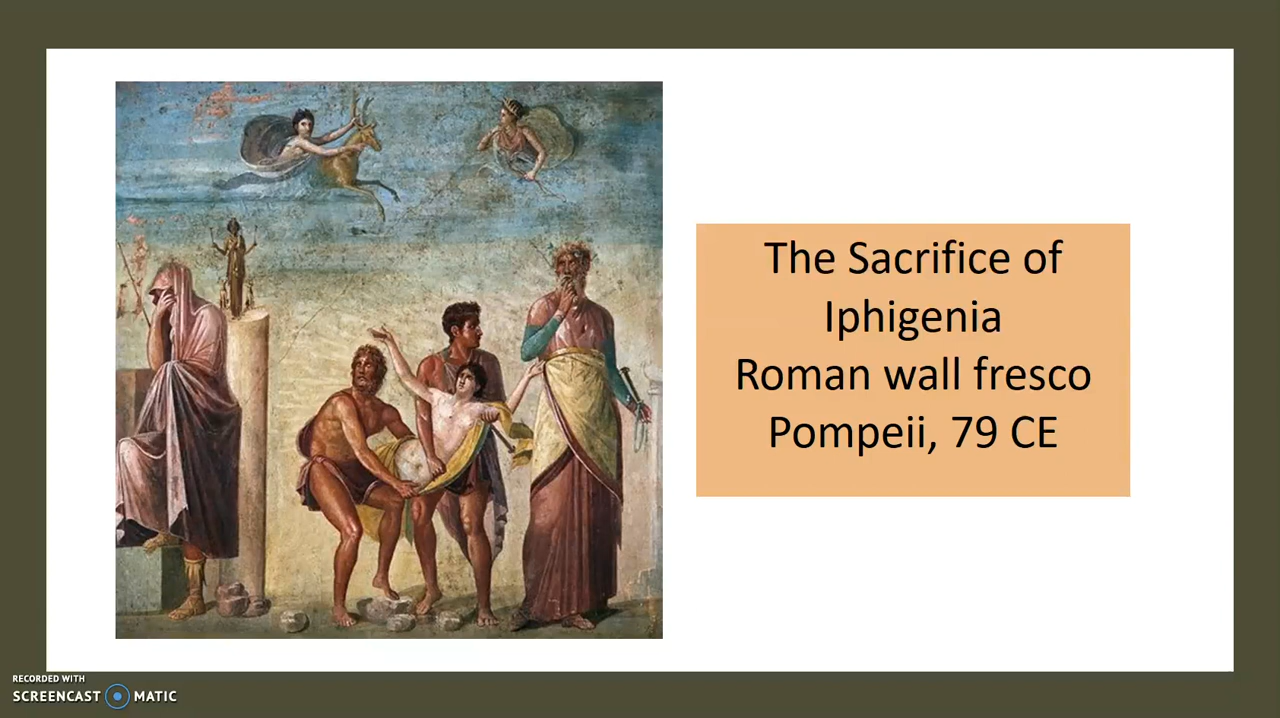 The Sacrifice of
Iphigenia
Roman wall fresco
Pompeii, 79 CE
RECORDED WITH
SCREENCAST MATIC